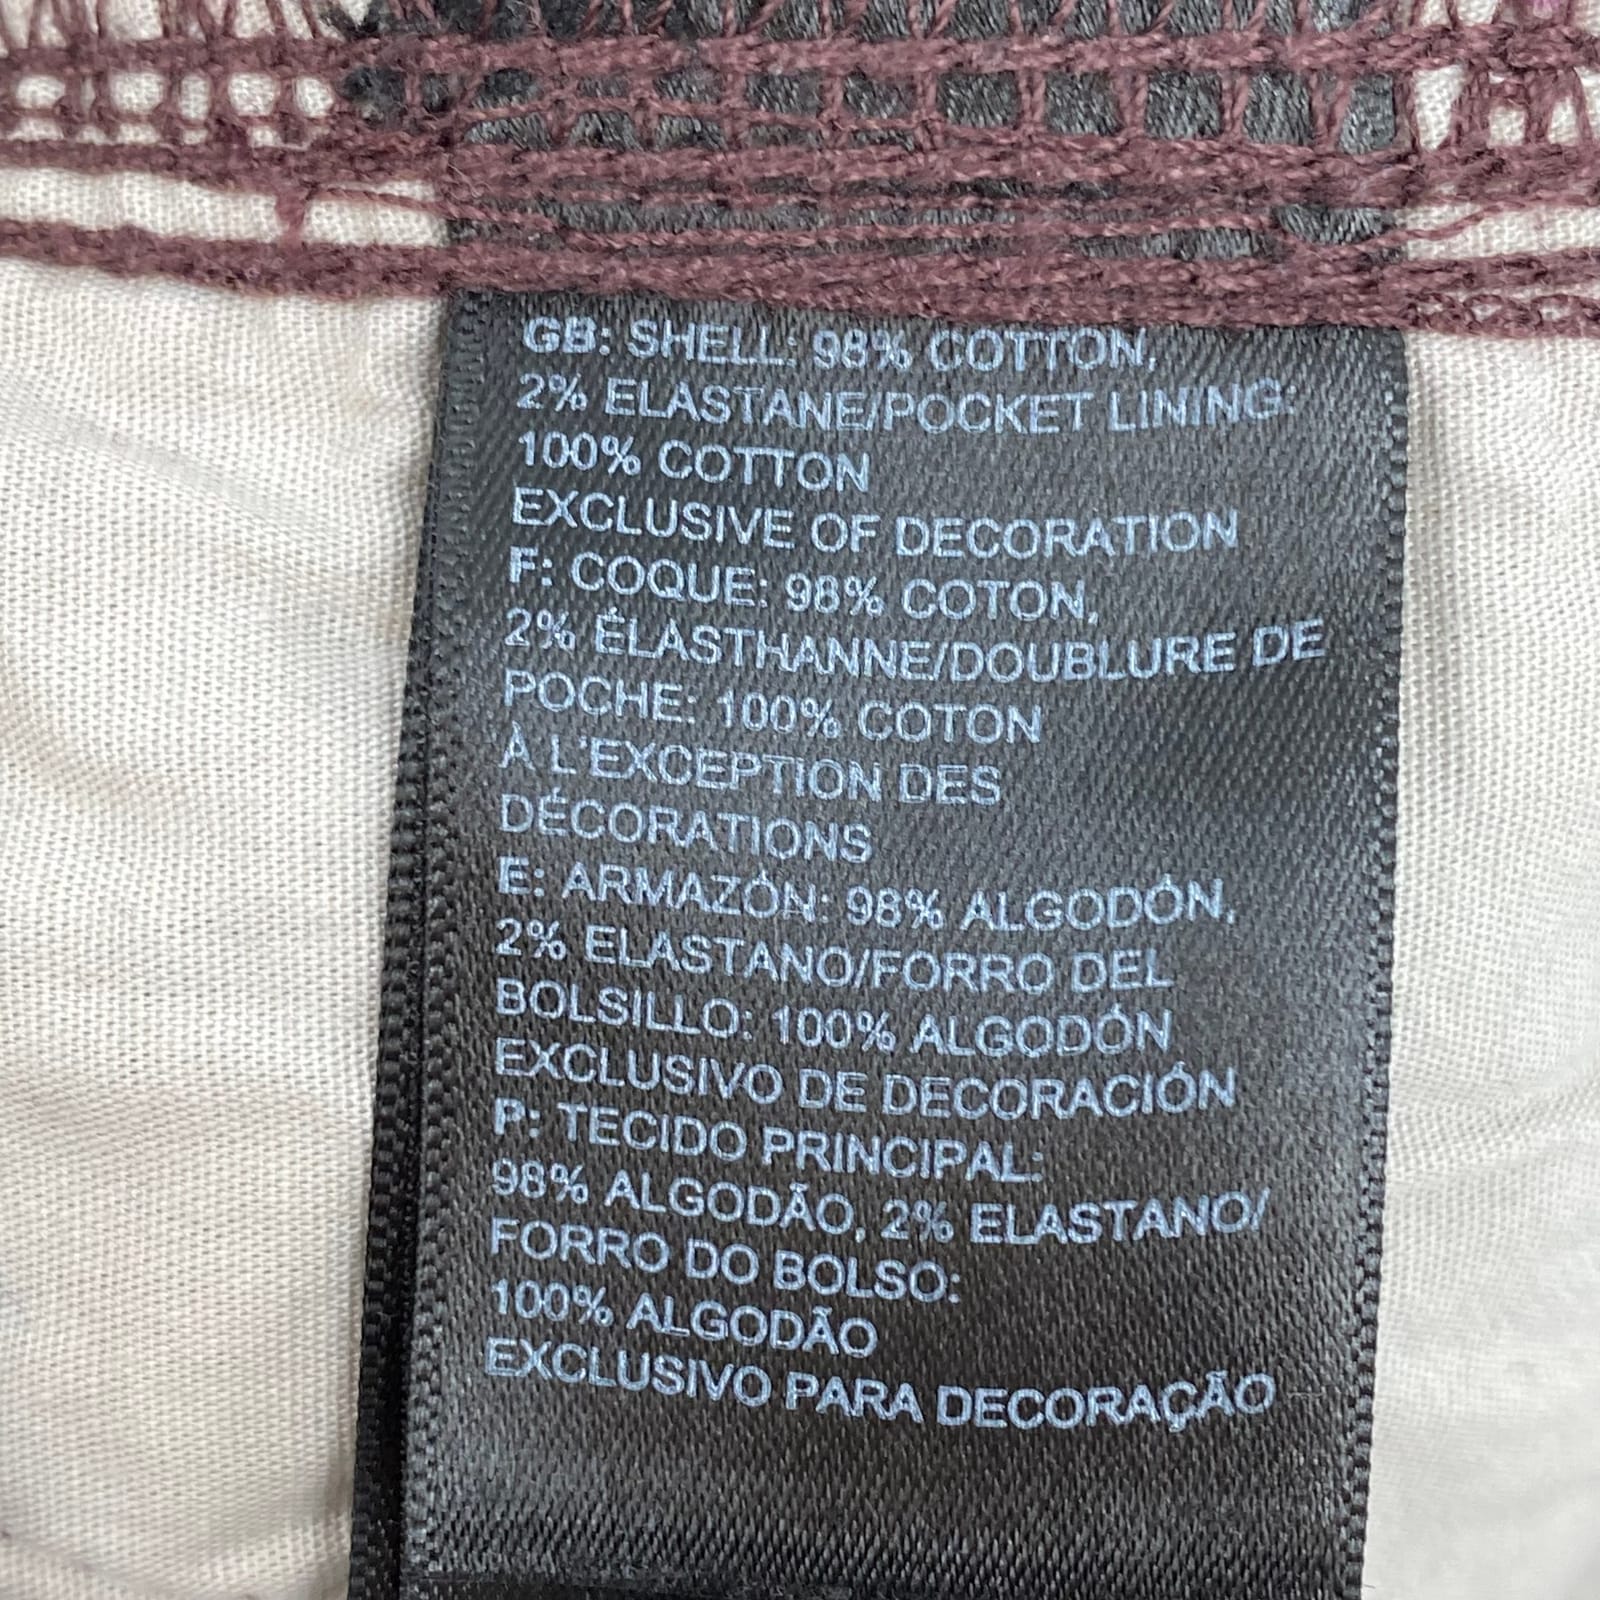 GB: SHELL: 98% COTTON,
2% ELASTANE/POCKET LINING:
100% COTTON
EXCLUSIVE OF DECORATION
F: COQUE: 98% COTON,
2% ÉLASTHANNE/DOUBLURE DE
POCHE: 100% COTON
À L'EXCEPTION DES
DÉCORATIONS
E: ARMAZÓN: 98% ALGODÓN,
2% ELASTANO/FORRO DEL
BOLSILLO: 100% ALGODÓN
EXCLUSIVO DE DECORACIÓN
P: TECIDO PRINCIPAL:
98% ALGODÃO, 2% ELASTANO/
FORRO DO BOLSO:
100% ALGODÃO
EXCLUSIVO PARA DECORAÇÃO